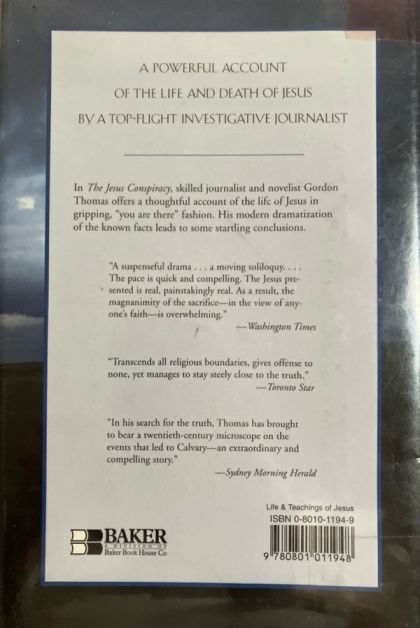 A POWERFUL ACCOUNT
OF THE LIFE AND DEATH OF JESUS
BY A TOP-FLIGHT INVESTIGATIVE JOURNALIST
In The Jesus Conspiracy, skilled journalist and novelist Gordon
Thomas offers a thoughtful account of the life of Jesus in
gripping, "you are there" fashion. His modern dramatization
of the known facts leads to some startling conclusions.
"A suspenseful drama . . . a moving soliloquy. . . .
The pace is quick and compelling. The Jesus pre-
sented is real, painstakingly real. As a result, the
magnanimity of the sacrifice—in the view of any-
one's faith—is overwhelming."
—Washington Times
"Transcends all religious boundaries, gives offense to
none, yet manages to stay steely close to the truth."
—Toronto Star
"In his search for the truth, Thomas has brought
to bear a twentieth-century microscope on the
events that led to Calvary—an extraordinary and
compelling story."
—Sydney Morning Herald
Life & Teachings of Jesus
ISBN 0-8010-1194-9
BAKER
A DIVISION OF
Baker Book House Co
9 780801 011948